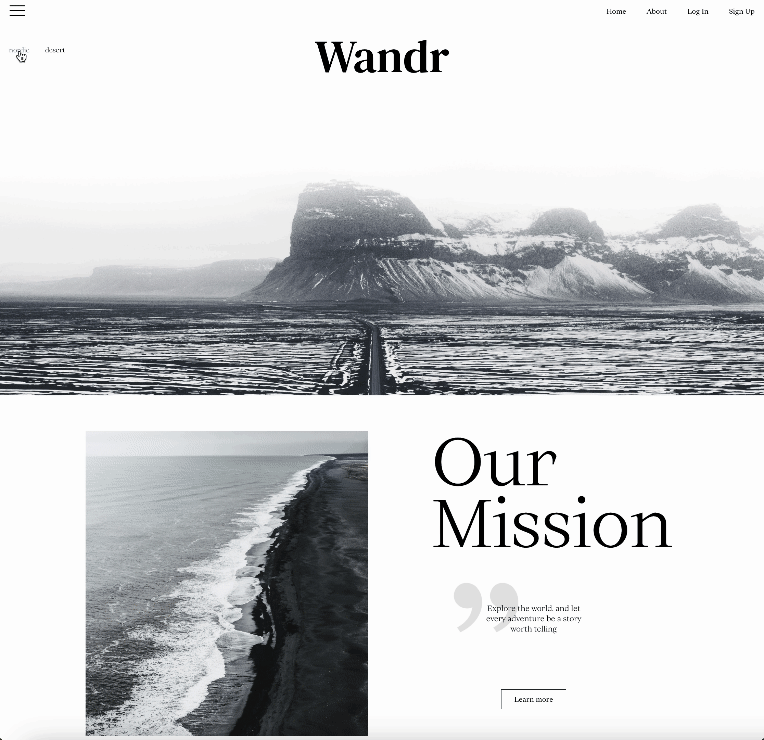 Home About Log In Sign Up
desert
Wandr
Our
Mission
Explore the world, and let
every adventure be a story
worth telling
Learn more